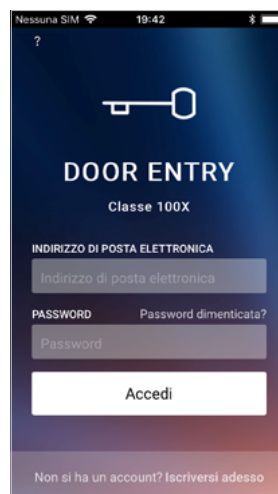 Nessuna SIM 19:42
?
DOOR ENTRY
Classe 100X
INDIRIZZO DI POSTA ELETTRONICA
Indirizzo di posta elettronica
PASSWORD Password dimenticata?
Password
Accedi
Non si ha un account? Iscriversi adesso